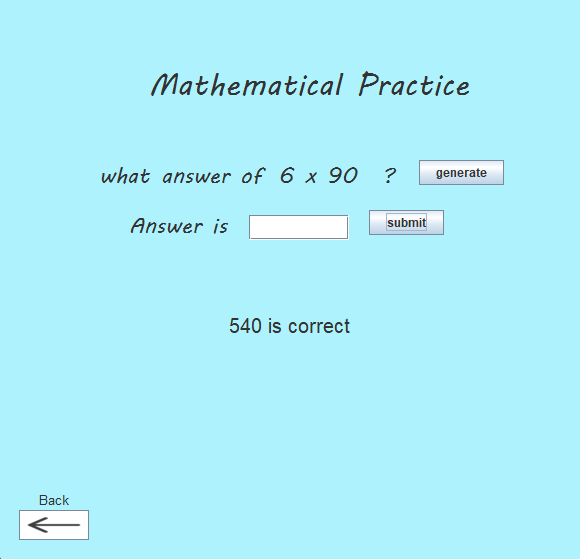 Mathematical Practice
what answer of 6 x 90 ? generate
Answer is submit
540 is correct
Back